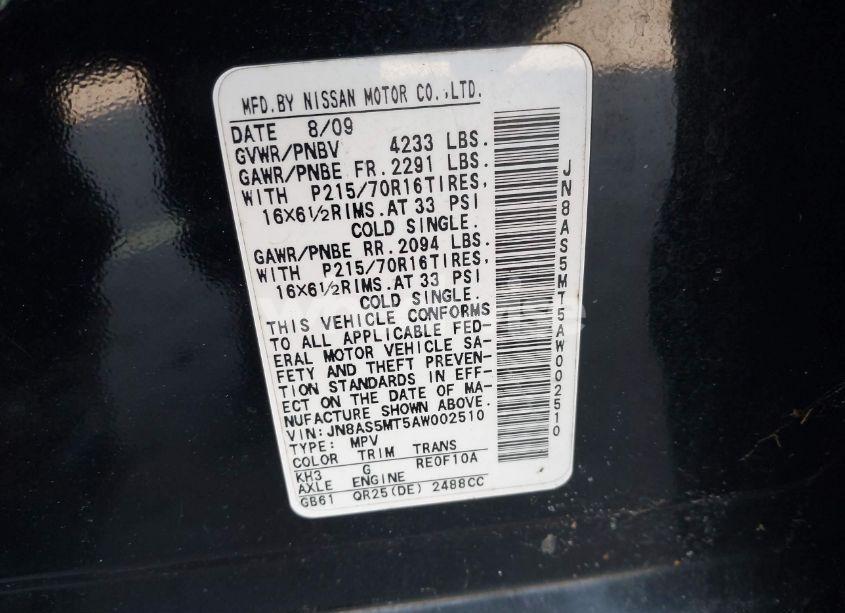 MFD.BY NISSAN MOTOR CO.,LTD.
DATE 8/09
GVWR/PNBV 4233 LBS.
GAWR/PNBE FR.2291 LBS.
WITH P215/70R16TIRES,
16X6½RIMS.AT 33 PSI
COLD SINGLE.
GAWR/PNBE RR.2094 LBS.
WITH P215/70R16TIRES,
16X6½RIMS.AT 33 PSI
COLD SINGLE.
THIS VEHICLE CONFORMS
TO ALL APPLICABLE FED-
ERAL MOTOR VEHICLE SA-
FETY AND THEFT PREVEN-
TION STANDARDS IN EFF-
ECT ON THE DATE OF MA-
NUFACTURE SHOWN ABOVE.
VIN:JN8AS5MT5AW002510
TYPE: MPV
COLOR TRIM TRANS
KH3 G RE0F10A
AXLE ENGINE
GB61 QR25(DE) 2488CC
JN8AS5MT5AW002510